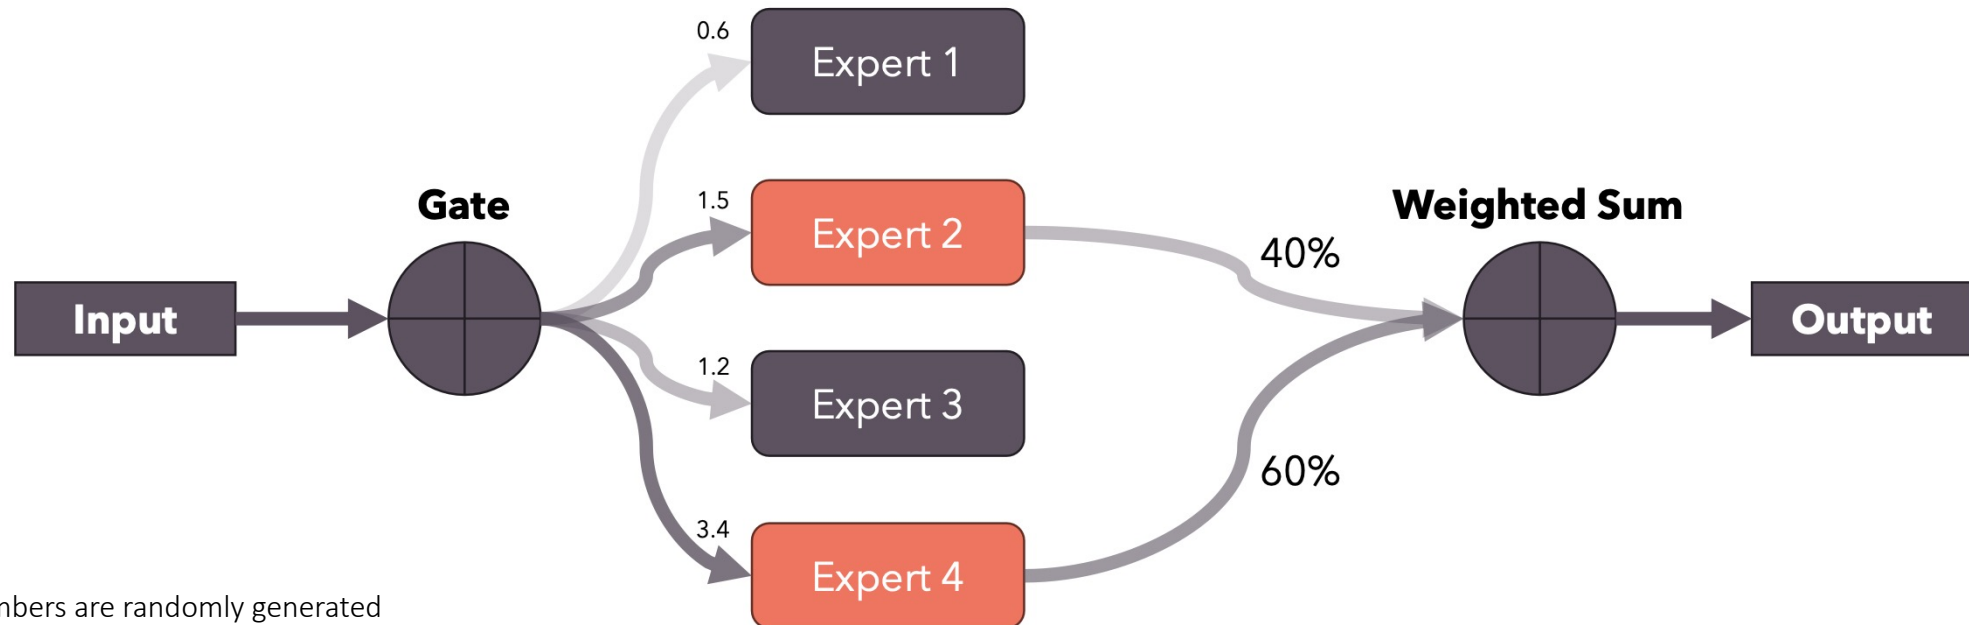 0.6
Expert 1
1.5
Gate
Expert 2
Weighted Sum
40%
Input
Output
1.2
Expert 3
60%
3.4
Expert 4
are randomly generated